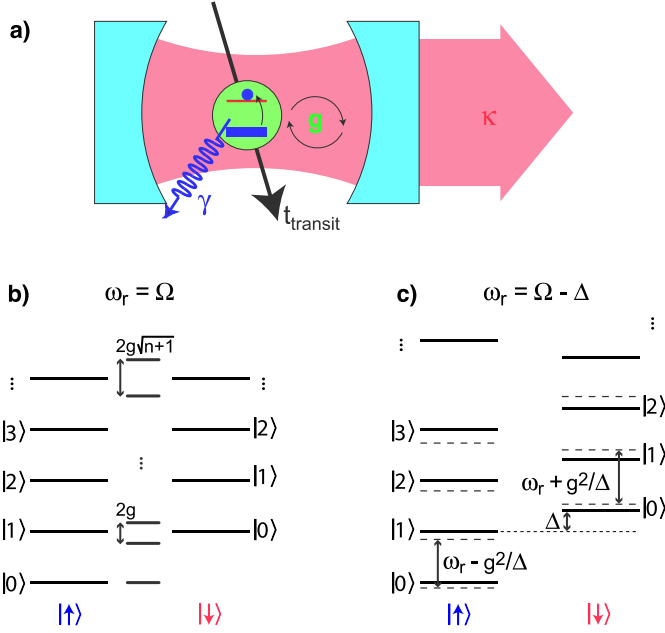 a)
g
κ
γ
t_transit
b)
ω_r = Ω
2g√n+1
⋮
⋮
|3⟩
|2⟩
⋮
|2⟩
|1⟩
2g
|1⟩
|0⟩
|0⟩
|↑⟩
|↓⟩
c)
ω_r = Ω - Δ
⋮
⋮
|2⟩
|3⟩
|1⟩
|2⟩
ω_r + g²/Δ
|0⟩
|1⟩
Δ
ω_r - g²/Δ
|0⟩
|↑⟩
|↓⟩